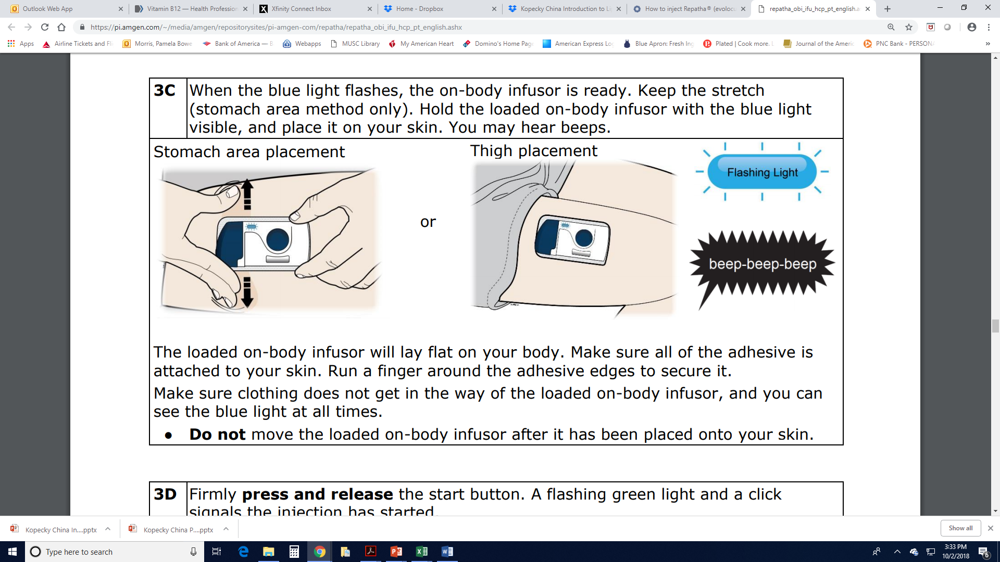 Outlook Web App
Vitamin B12 — Health Profession
Xfinity Connect Inbox
Home - Dropbox
Kopecky China Introduction to Li
How to inject Repatha® (evolocu
repatha_obi_ifu_hcp_pt_english.a
https://pi.amgen.com/~/media/amgen/repositorysites/pi-amgen-com/repatha/repatha_obi_ifu_hcp_pt_english.ashx
Apps
Airline Tickets and Fli
Morris, Pamela Bowe
Bank of America — B
Webapps
MUSC Library
My American Heart
Domino's Home Page
American Express Log
Blue Apron: Fresh Ing
Plated | Cook more. L
Journal of the Americ
PNC Bank - PERSONA
3C When the blue light flashes, the on-body infusor is ready. Keep the stretch
(stomach area method only). Hold the loaded on-body infusor with the blue light
visible, and place it on your skin. You may hear beeps.
Stomach area placement
or
Thigh placement
Flashing Light
beep-beep-beep
The loaded on-body infusor will lay flat on your body. Make sure all of the adhesive is
attached to your skin. Run a finger around the adhesive edges to secure it.
Make sure clothing does not get in the way of the loaded on-body infusor, and you can
see the blue light at all times.
• Do not move the loaded on-body infusor after it has been placed onto your skin.
3D Firmly press and release the start button. A flashing green light and a click
signals the injection has started.
Kopecky China In....pptx
Kopecky China P....pptx
Show all
Type here to search
3:33 PM
10/2/2018
6